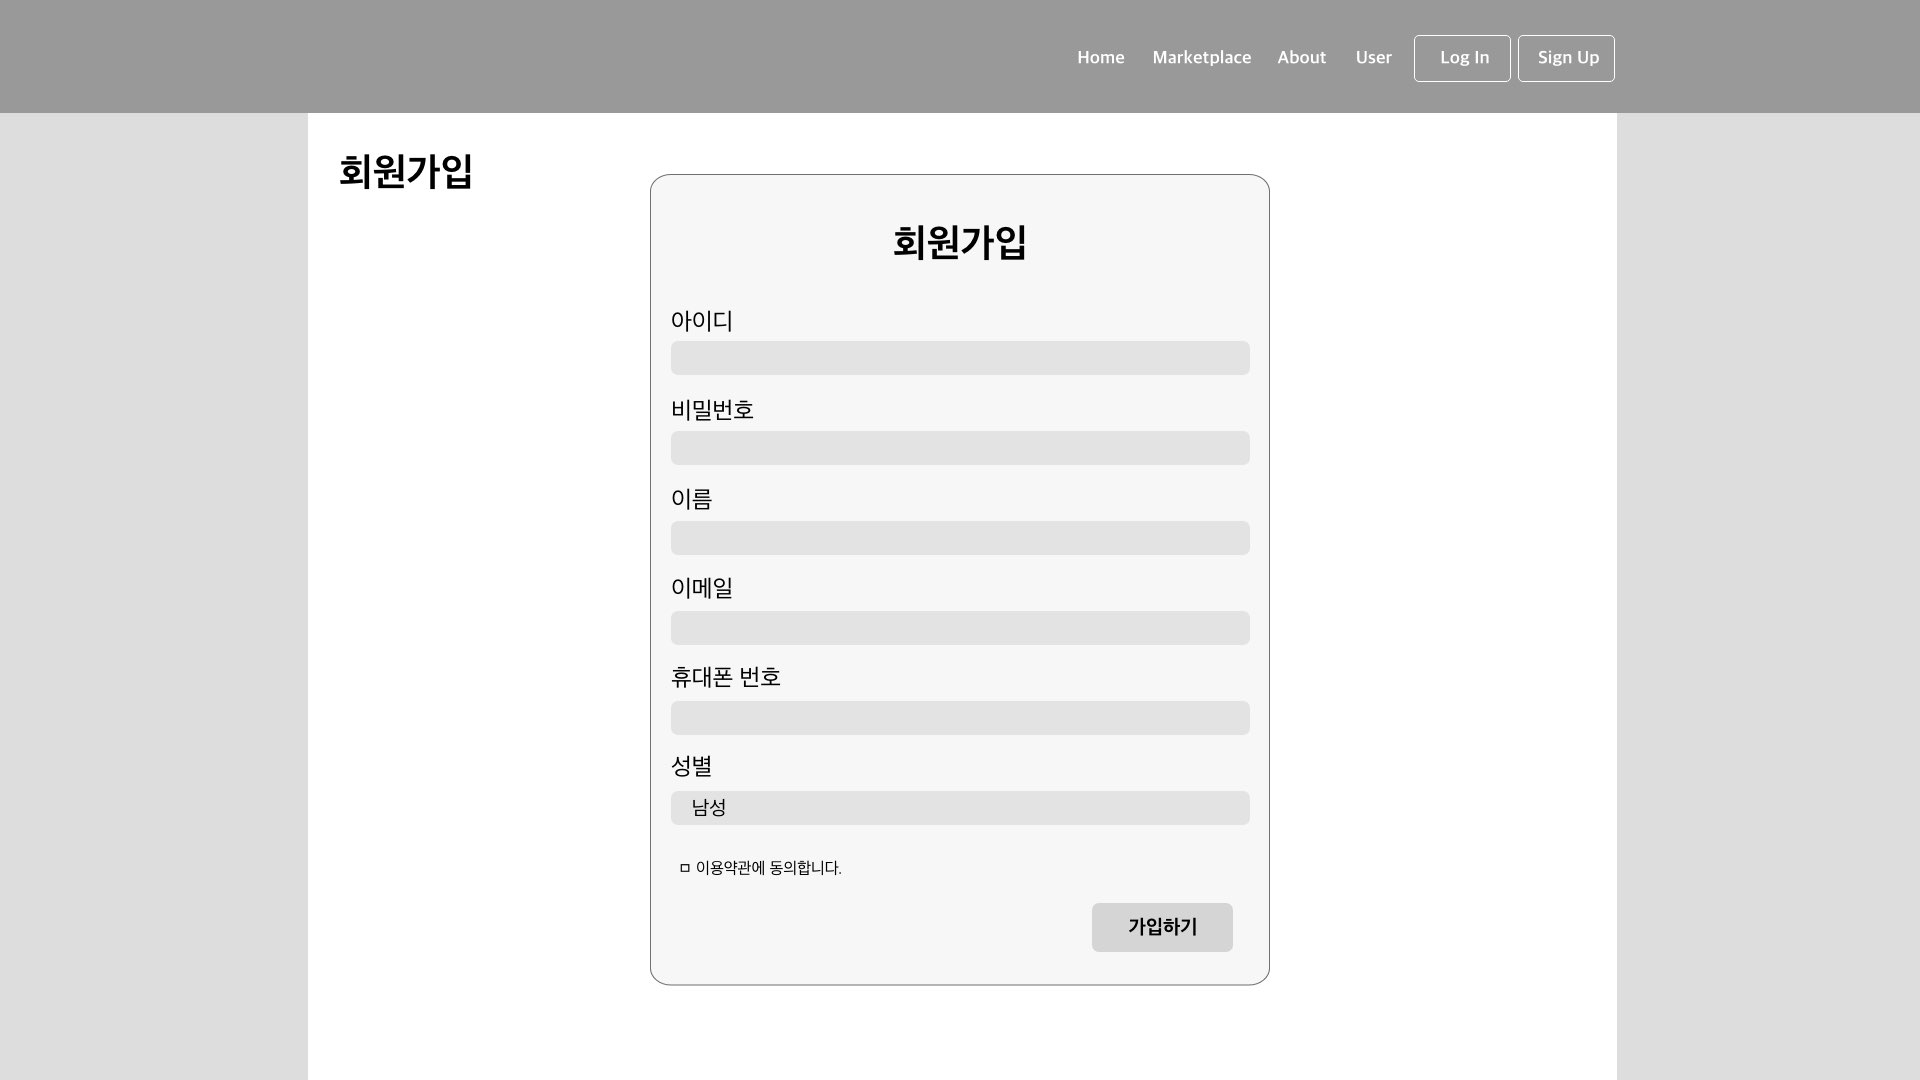 Home Marketplace About User Log In Sign Up
회원가입
회원가입
아이디
비밀번호
이름
이메일
휴대폰 번호
성별
남성
ㅁ 이용약관에 동의합니다.
가입하기